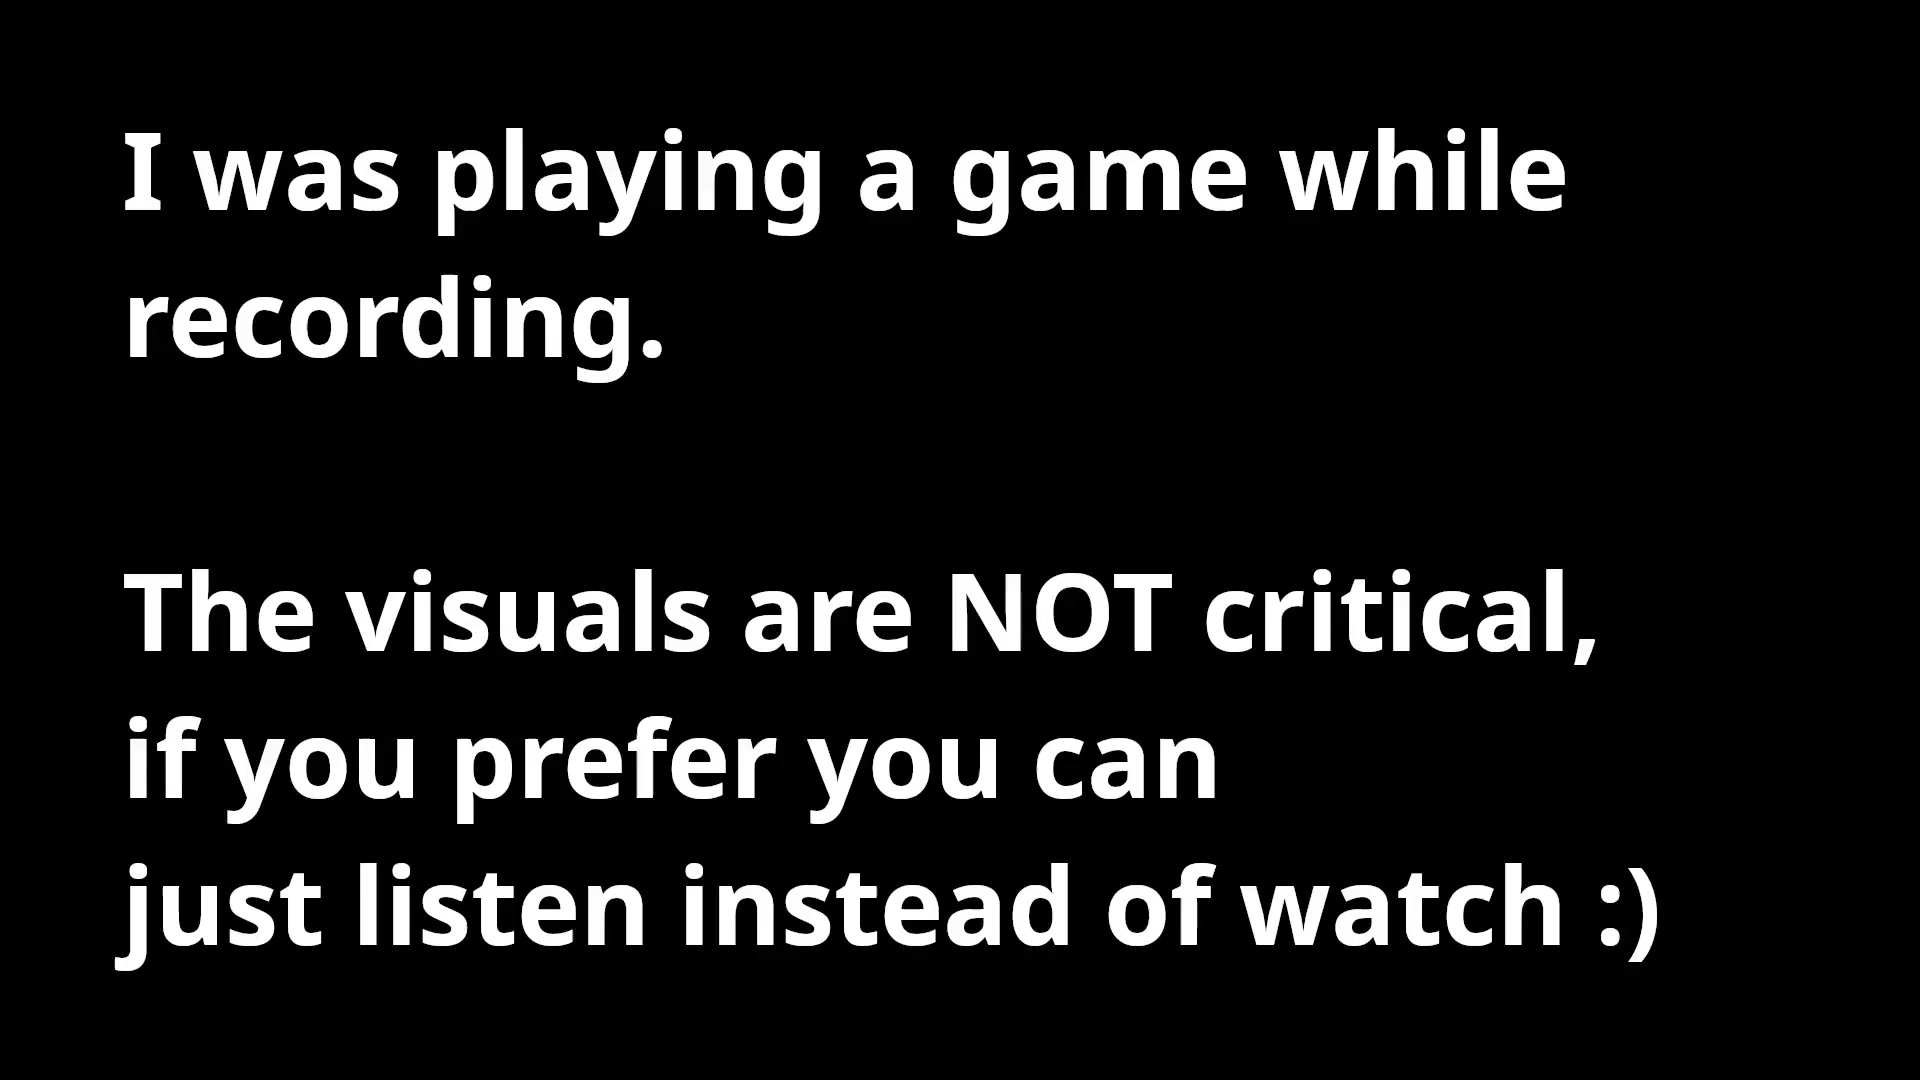 I was playing a game while
recording.
The visuals are NOT critical,
if you prefer you can
just listen instead of watch :)